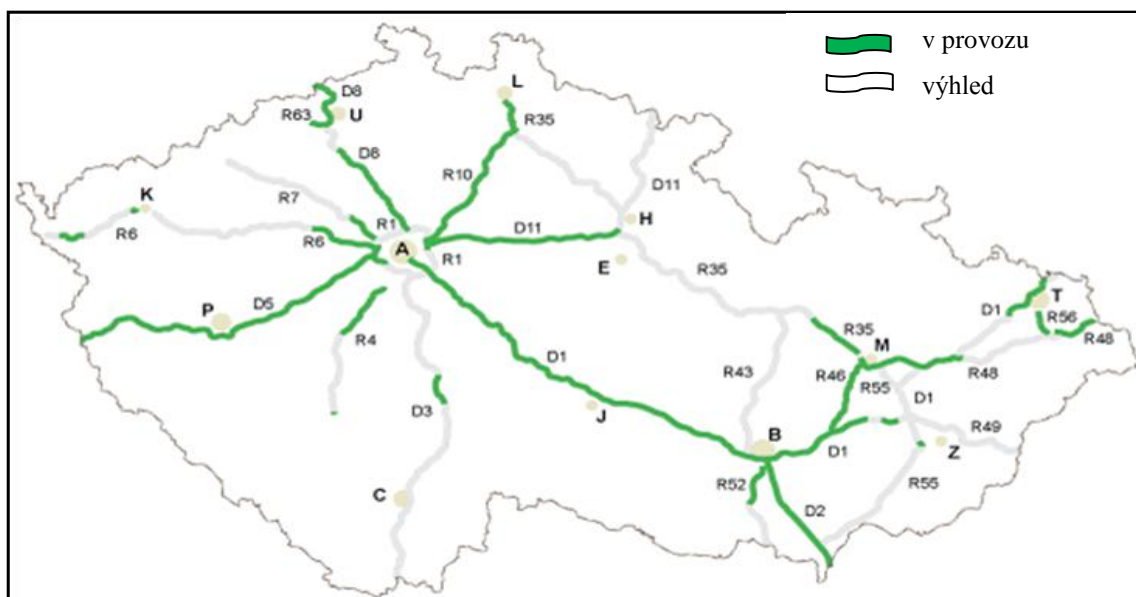 v provozu
výhled
D8
L
R63
U
R35
D8
R10
D11
K
R7
H
R6
R6
R1
D11
A
R1
E
R35
D5
P
T
D1
R56
R4
R35
M
R48
D1
R43
R46
R55
R48
D3
J
D1
R49
B
D1
Z
R52
R55
C
D2